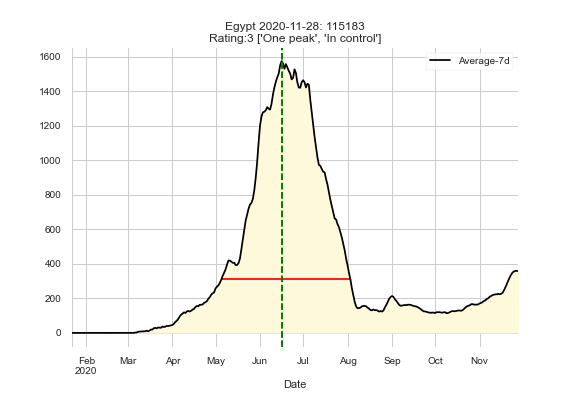 Egypt 2020-11-28: 115183
Rating:3 ['One peak', 'In control']
Average-7d
1600
1400
1200
1000
800
600
400
200
0
Feb Mar Apr May Jun Jul Aug Sep Oct Nov
2020
Date